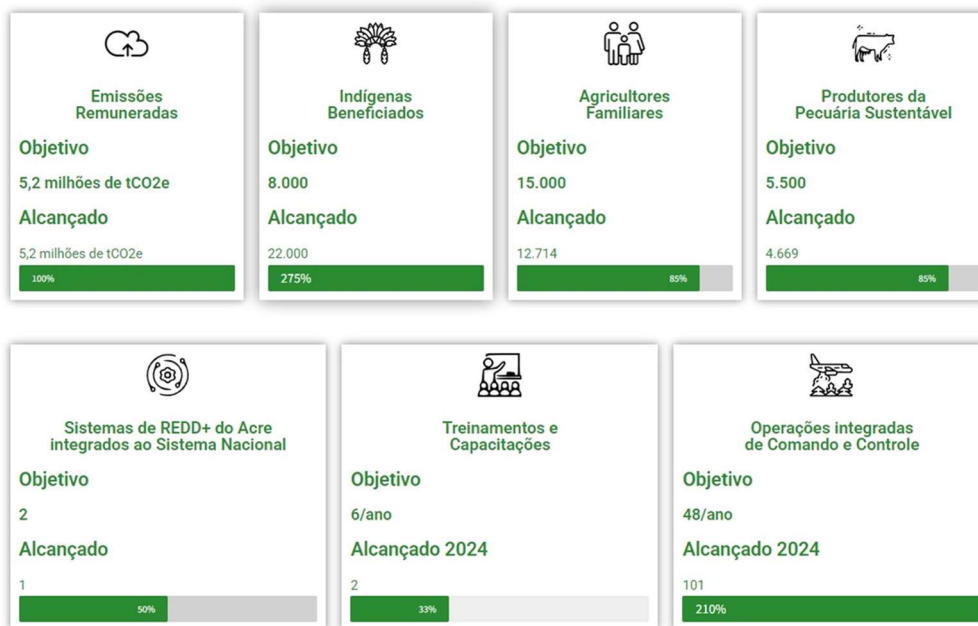 Emissões
Remuneradas
Objetivo
5,2 milhões de tCO2e
Alcançado
5,2 milhões de tCO2e
100%
Indígenas
Beneficiados
Objetivo
8.000
Alcançado
22.000
275%
Agricultores
Familiares
Objetivo
15.000
Alcançado
12.714
85%
Produtores da
Pecuária Sustentável
Objetivo
5.500
Alcançado
4.669
85%
Sistemas de REDD+ do Acre
integrados ao Sistema Nacional
Objetivo
2
Alcançado
1
50%
Treinamentos e
Capacitações
Objetivo
6/ano
Alcançado 2024
2
33%
Operações integradas
de Comando e Controle
Objetivo
48/ano
Alcançado 2024
101
210%